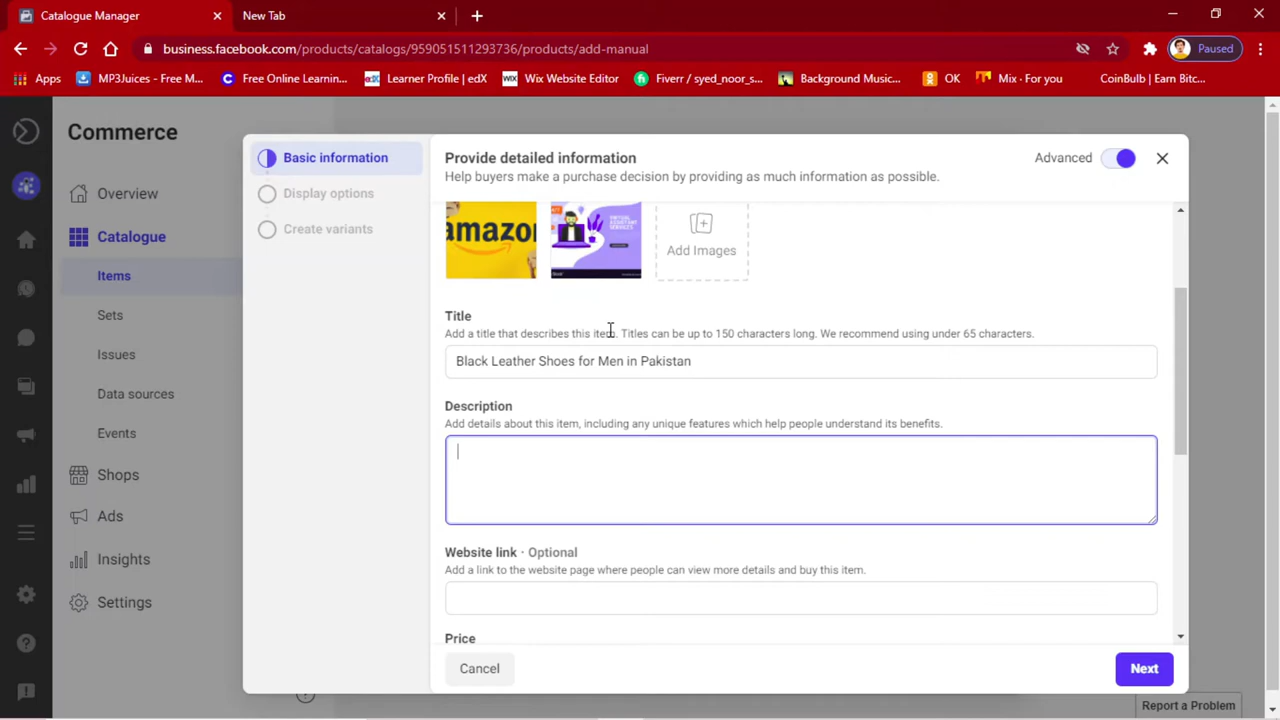 Catalogue Manager
New Tab
business.facebook.com/products/catalogs/959051511293736/products/add-manual
Paused
Apps
MP3Juices - Free M...
Free Online Learnin...
Learner Profile | edX
Wix Website Editor
Fiverr / syed_noor_s...
Background Music...
OK
Mix · For you
CoinBulb | Earn Bitc...
Commerce
Overview
Catalogue
Items
Sets
Issues
Data sources
Events
Shops
Ads
Insights
Settings
Basic information
Display options
Create variants
Provide detailed information
Advanced
Help buyers make a purchase decision by providing as much information as possible.
amazo
VIRTUAL
ASSISTANT
SERVICES
Add Images
Title
Add a title that describes this item. Titles can be up to 150 characters long. We recommend using under 65 characters.
Black Leather Shoes for Men in Pakistan
Description
Add details about this item, including any unique features which help people understand its benefits.
Website link · Optional
Add a link to the website page where people can view more details and buy this item.
Price
Cancel
Next
Report a Problem